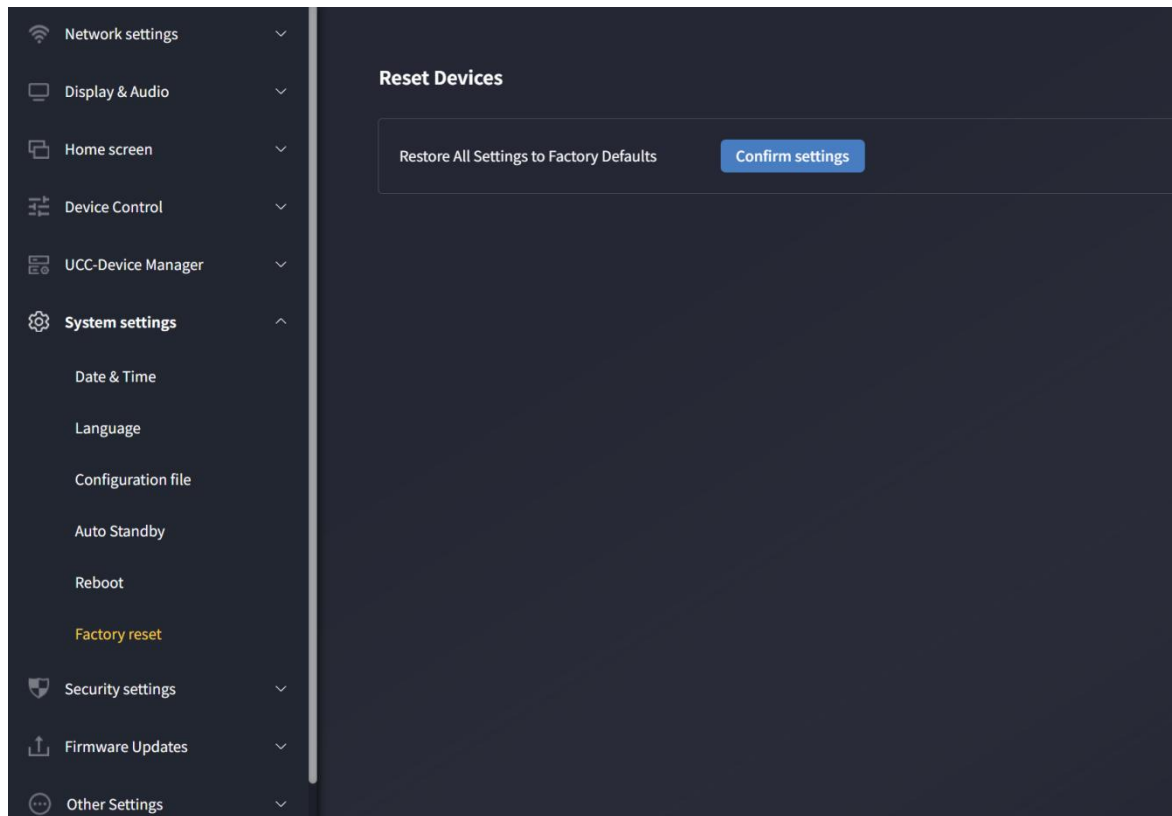 Network settings
Display & Audio
Home screen
Device Control
UCC-Device Manager
System settings
Date & Time
Language
Configuration file
Auto Standby
Reboot
Factory reset
Security settings
Firmware Updates
Other Settings
Reset Devices
Restore All Settings to Factory Defaults
Confirm settings